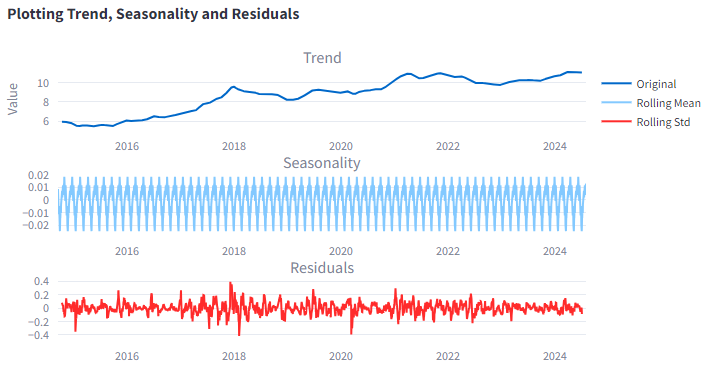 Plotting Trend, Seasonality and Residuals
Trend
Value
10
8
6
2016 2018 2020 2022 2024
Original
Rolling Mean
Rolling Std
Seasonality
0.02
0.01
0
−0.01
−0.02
2016 2018 2020 2022 2024
Residuals
0.4
0.2
0
−0.2
−0.4
2016 2018 2020 2022 2024